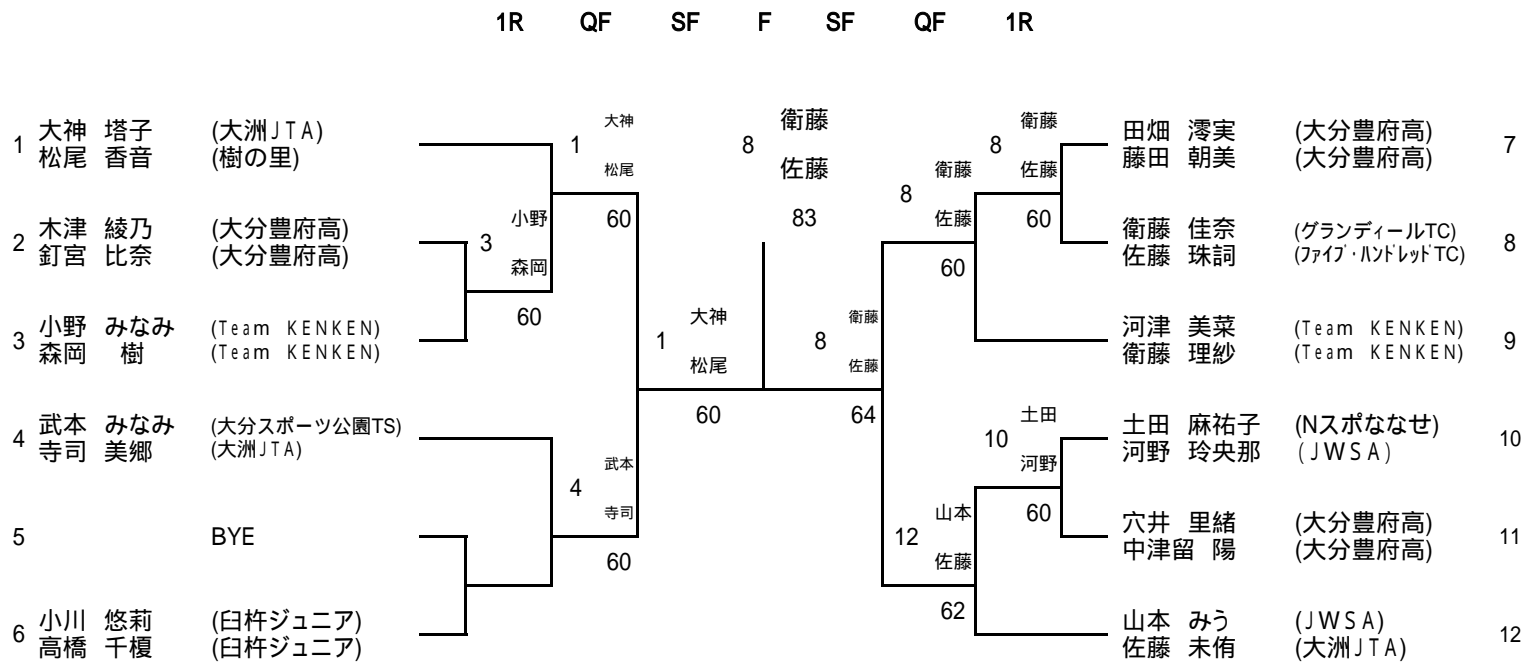 1R QF SF F SF QF 1R
1 大神 塔子 (大洲JTA)
松尾 香音 (樹の里)
2 木津 綾乃 (大分豊府高)
釘宮 比奈 (大分豊府高)
3 小野 みなみ (Team KENKEN)
森岡 樹 (Team KENKEN)
4 武本 みなみ (大分スポーツ公園TS)
寺司 美郷 (大洲JTA)
5 BYE
6 小川 悠莉 (臼杵ジュニア)
高橋 千榎 (臼杵ジュニア)
3 小野
森岡
60
1 大神
松尾
60
4 武本
寺司
60
1 大神
松尾
60
8 衛藤
佐藤
83
8 衛藤
佐藤
64
8 衛藤
佐藤
60
12 山本
佐藤
62
8 衛藤
佐藤
60
10 土田
河野
60
田畑 澪実 (大分豊府高) 7
藤田 朝美 (大分豊府高)
衛藤 佳奈 (グランディールTC) 8
佐藤 珠詞 (ファイブ・ハンドレッドTC)
河津 美菜 (Team KENKEN) 9
衛藤 理紗 (Team KENKEN)
土田 麻祐子 (Nスポななせ) 10
河野 玲央那 (JWSA)
穴井 里緒 (大分豊府高) 11
中津留 陽 (大分豊府高)
山本 みう (JWSA) 12
佐藤 未侑 (大洲JTA)